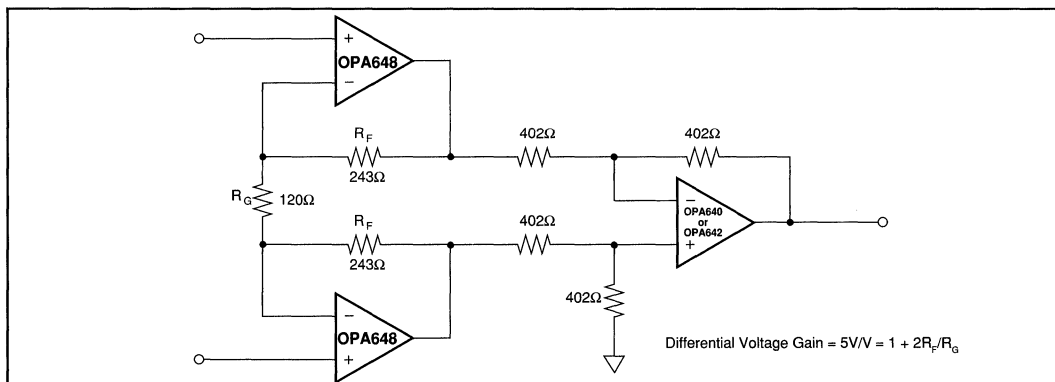 +
OPA648
−
R_F
243Ω
402Ω
402Ω
R_G
120Ω
−
OPA640
or
OPA642
+
R_F
243Ω
402Ω
402Ω
−
OPA648
+
Differential Voltage Gain = 5V/V = 1 + 2R_F/R_G